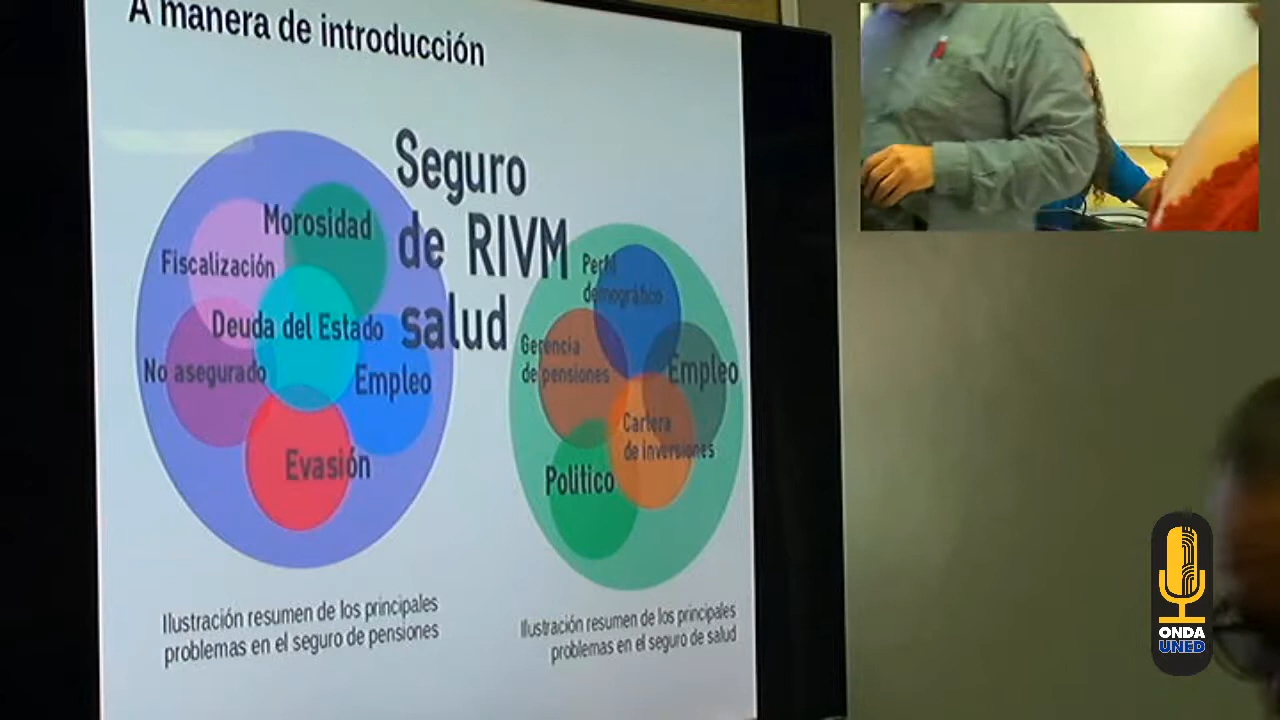 A manera de introducción
Seguro
de RIVM
salud
Morosidad
Fiscalización
Deuda del Estado
No asegurado
Empleo
Evasión
Perfil
demográfico
Gerencia
de pensiones
Empleo
Cartera
de inversiones
Político
Ilustración resumen de los principales
problemas en el seguro de pensiones
Ilustración resumen de los principales
problemas en el seguro de salud
ONDA
UNED